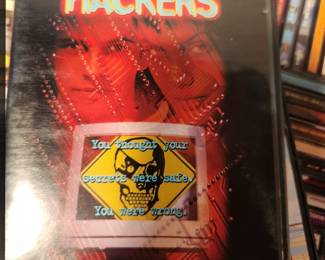 HACKERS
You thought your
secrets were safe.
You were wrong.